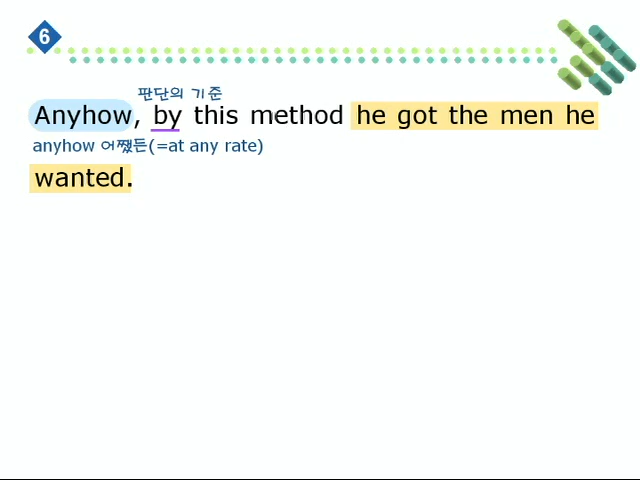 6
판단의 기준
Anyhow, by this method he got the men he
anyhow 어쨌든(=at any rate)
wanted.